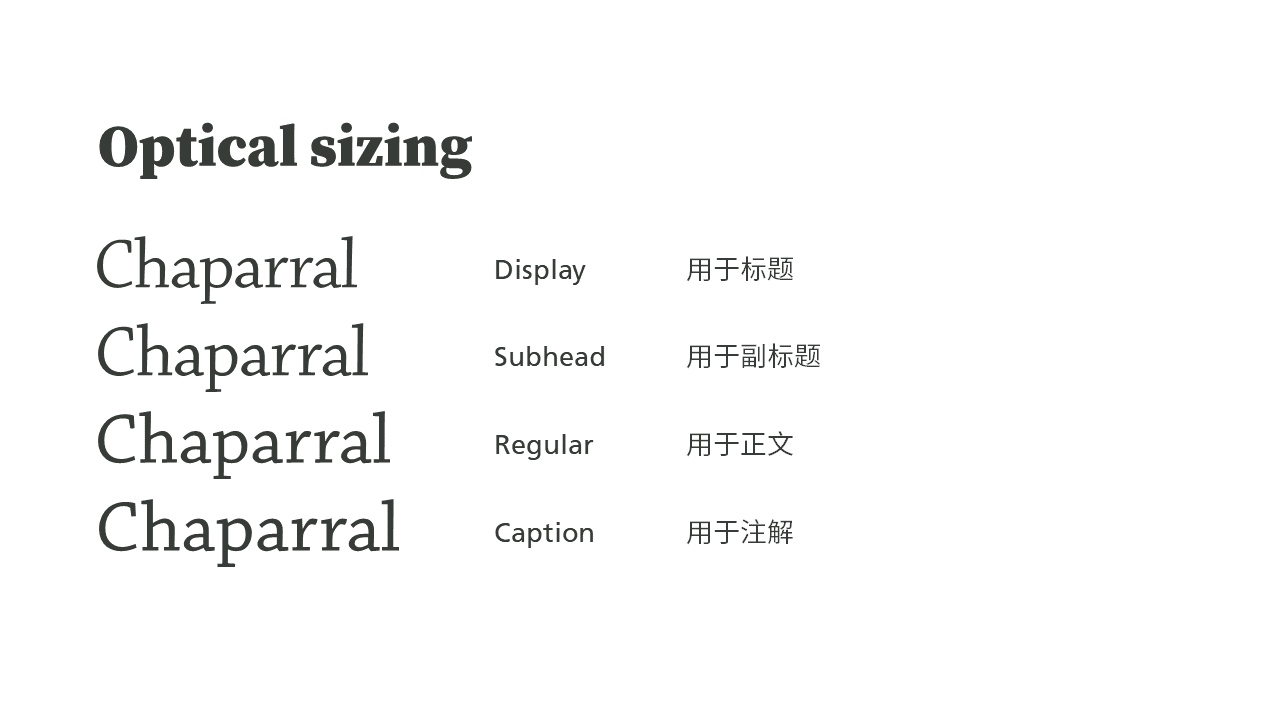 Optical sizing
Chaparral Display 用于标题
Chaparral Subhead 用于副标题
Chaparral Regular 用于正文
Chaparral Caption 用于注解